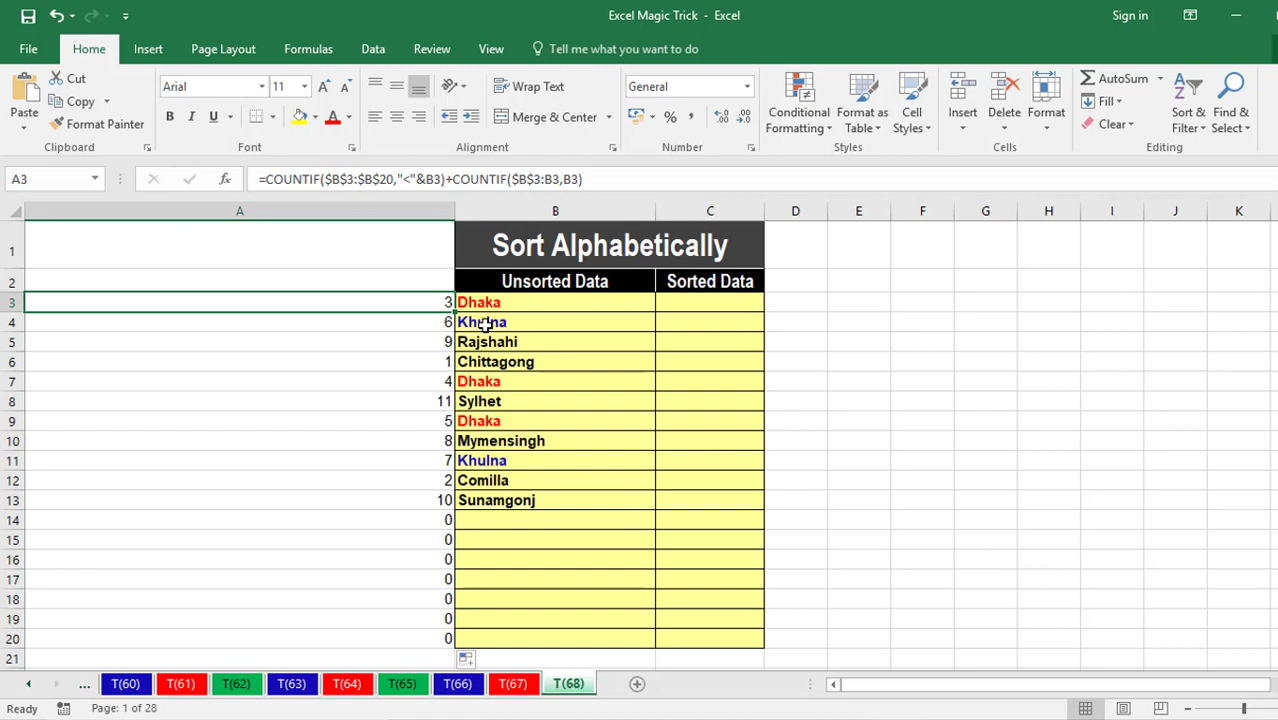 Excel Magic Trick - Excel
Sign in
File Home Insert Page Layout Formulas Data Review View Tell me what you want to do
Paste
Cut
Copy
Format Painter
Clipboard
Arial 11
B I U
Font
Wrap Text
Merge & Center
Alignment
General
Number
Conditional Formatting
Format as Table
Cell Styles
Styles
Insert
Delete
Format
Cells
AutoSum
Fill
Clear
Sort & Filter
Find & Select
Editing
A3 fx =COUNTIF($B$3:$B$20,"<"&B3)+COUNTIF($B$3:B3,B3)
A B C D E F G H I J K
1 Sort Alphabetically
2 Unsorted Data Sorted Data
3 3 Dhaka
4 6 Khulna
5 9 Rajshahi
6 1 Chittagong
7 4 Dhaka
8 11 Sylhet
9 5 Dhaka
10 8 Mymensingh
11 7 Khulna
12 2 Comilla
13 10 Sunamgonj
14 0
15 0
16 0
17 0
18 0
19 0
20 0
21
... T(60) T(61) T(62) T(63) T(64) T(65) T(66) T(67) T(68)
Ready Page: 1 of 28